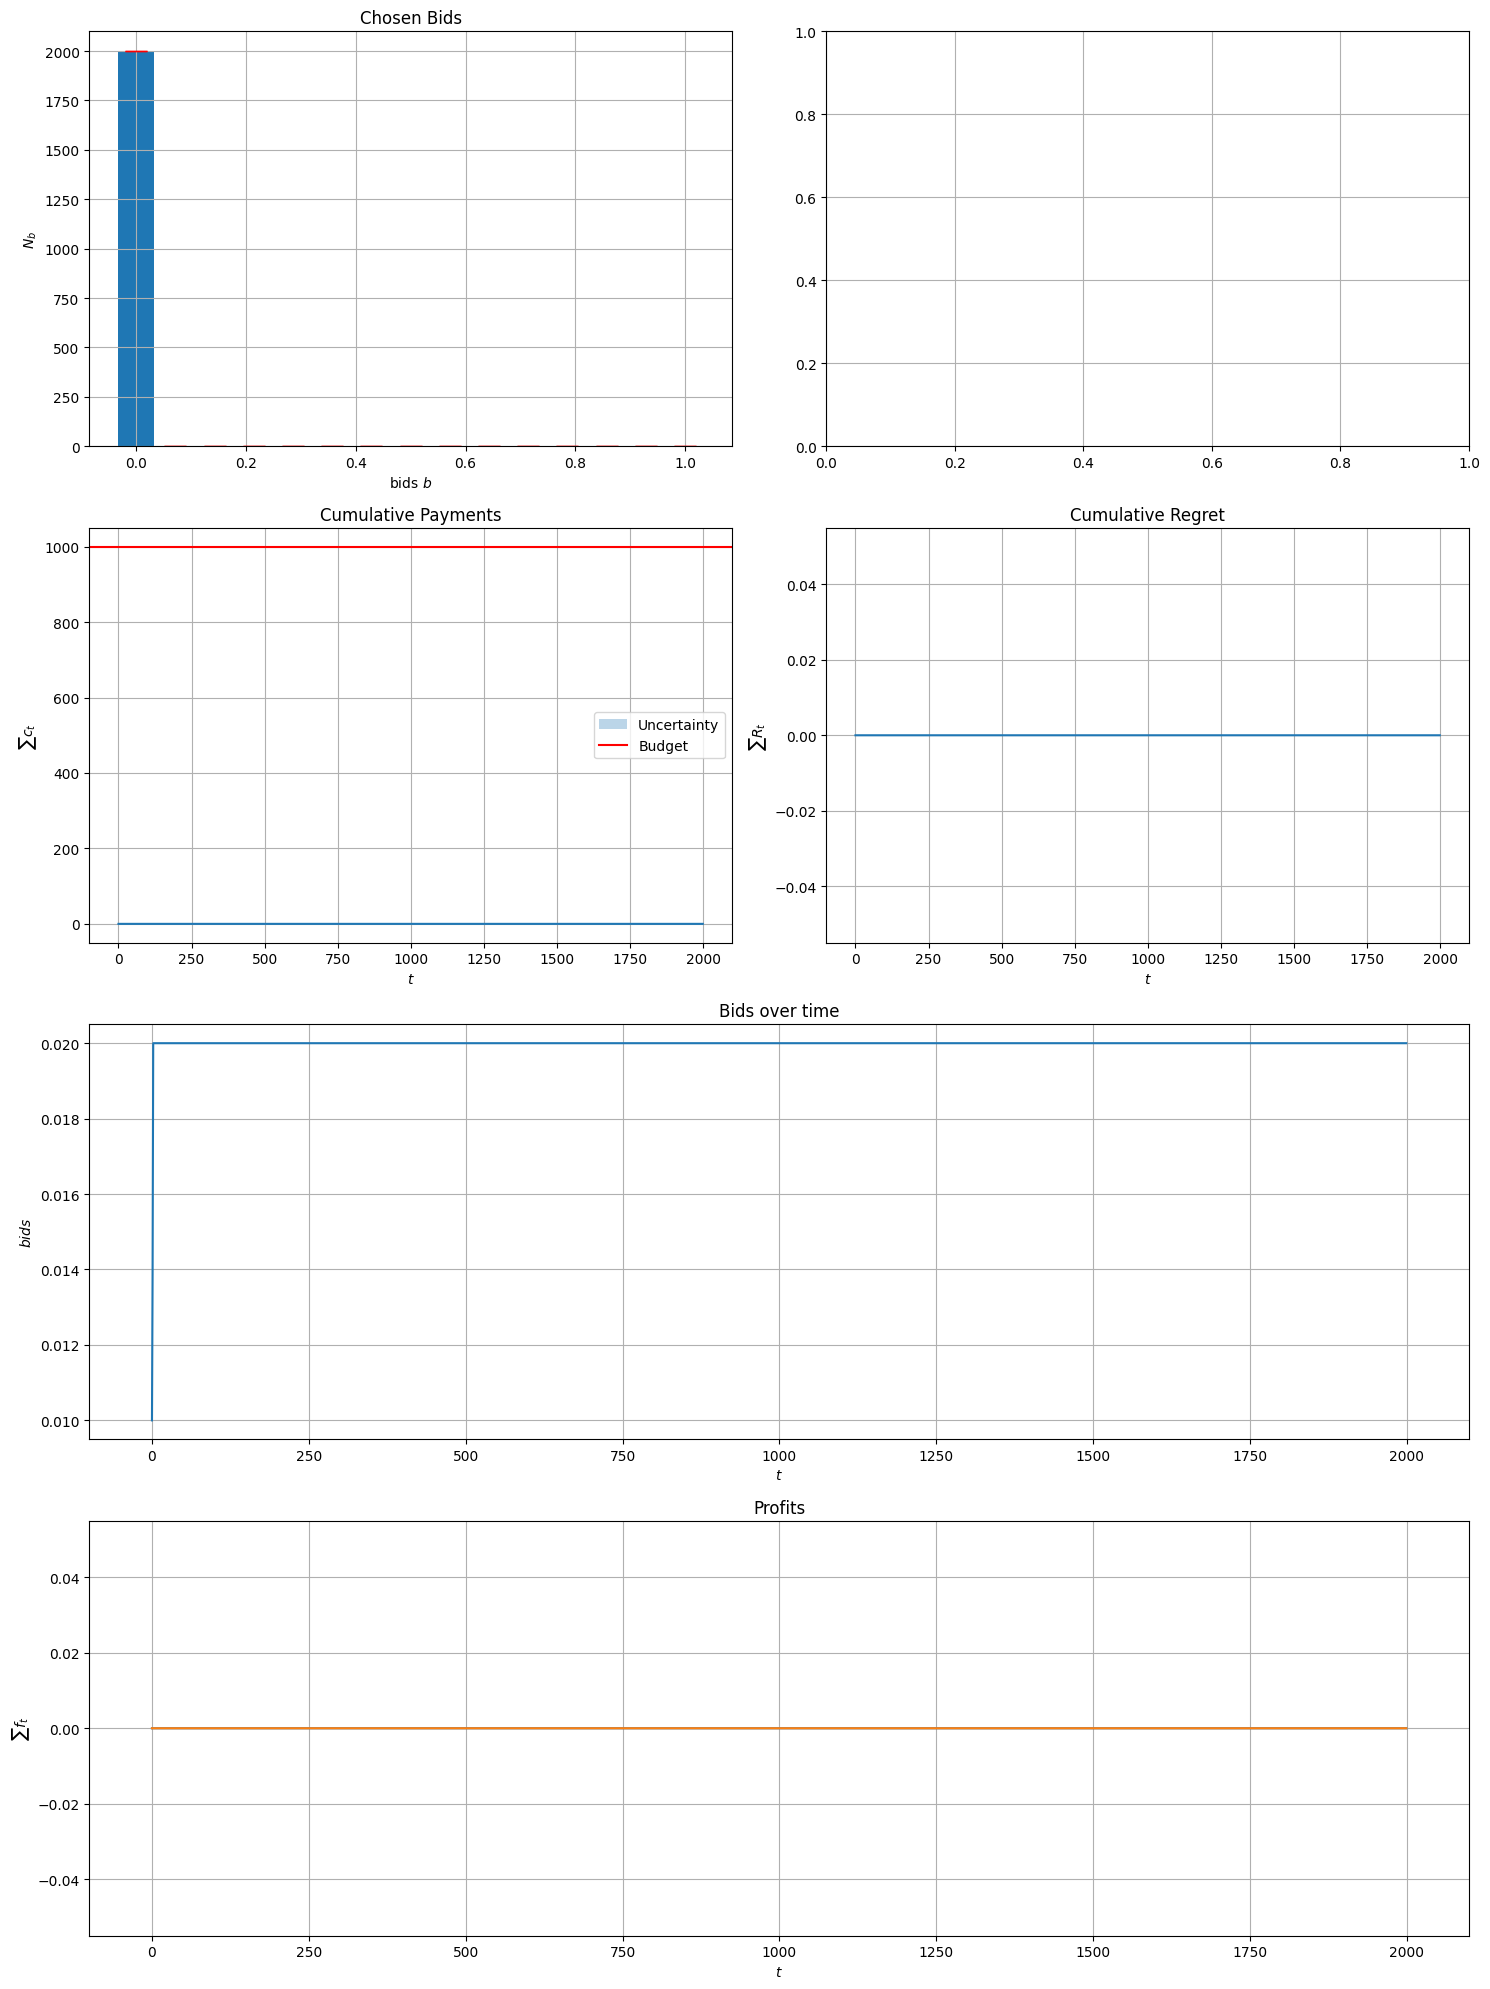 Chosen Bids
2000
1750
1500
1250
1000
750
500
250
0
N_b
0.0 0.2 0.4 0.6 0.8 1.0
bids b
1.0
0.8
0.6
0.4
0.2
0.0
0.0 0.2 0.4 0.6 0.8 1.0
Cumulative Payments
1000
800
600
400
200
0
∑c_t
Uncertainty
Budget
0 250 500 750 1000 1250 1500 1750 2000
t
Cumulative Regret
0.04
0.02
0.00
−0.02
−0.04
∑R_t
0 250 500 750 1000 1250 1500 1750 2000
t
Bids over time
0.020
0.018
0.016
0.014
0.012
0.010
bids
0 250 500 750 1000 1250 1500 1750 2000
t
Profits
0.04
0.02
0.00
−0.02
−0.04
∑f_t
0 250 500 750 1000 1250 1500 1750 2000
t